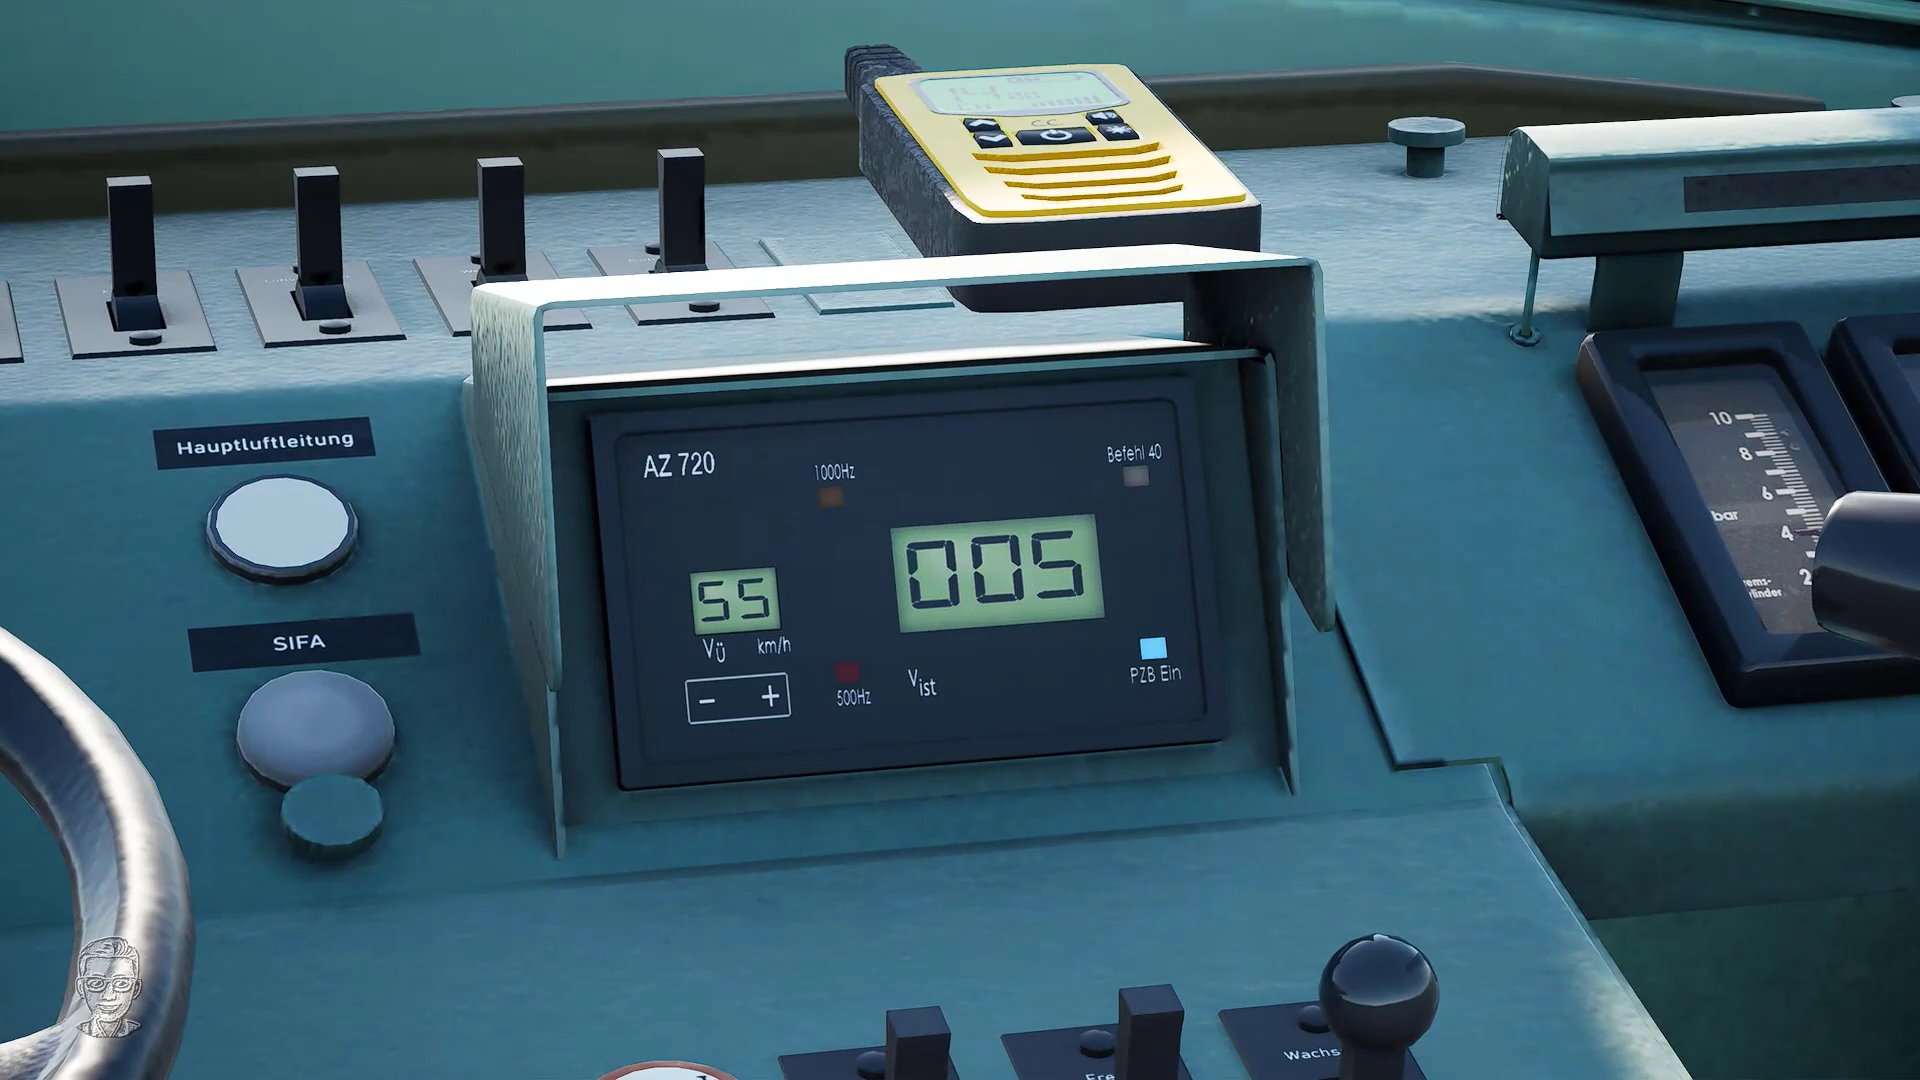 Hauptluftleitung
SIFA
AZ 720
1000Hz
Befehl 40
55
005
Vü km/h
- +
500Hz
Vist
PZB Ein
10
8
6
bar
4
2
Wachs